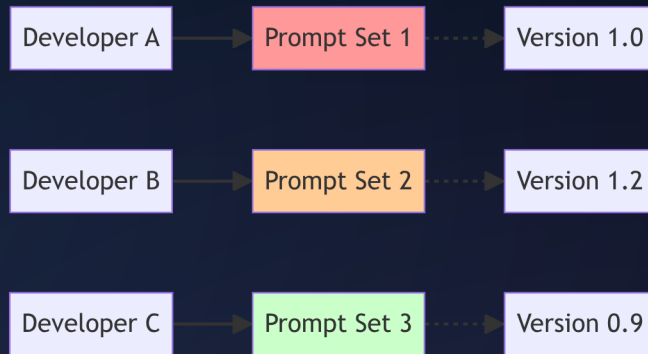 Developer A
Prompt Set 1
Version 1.0
Developer B
Prompt Set 2
Version 1.2
Developer C
Prompt Set 3
Version 0.9